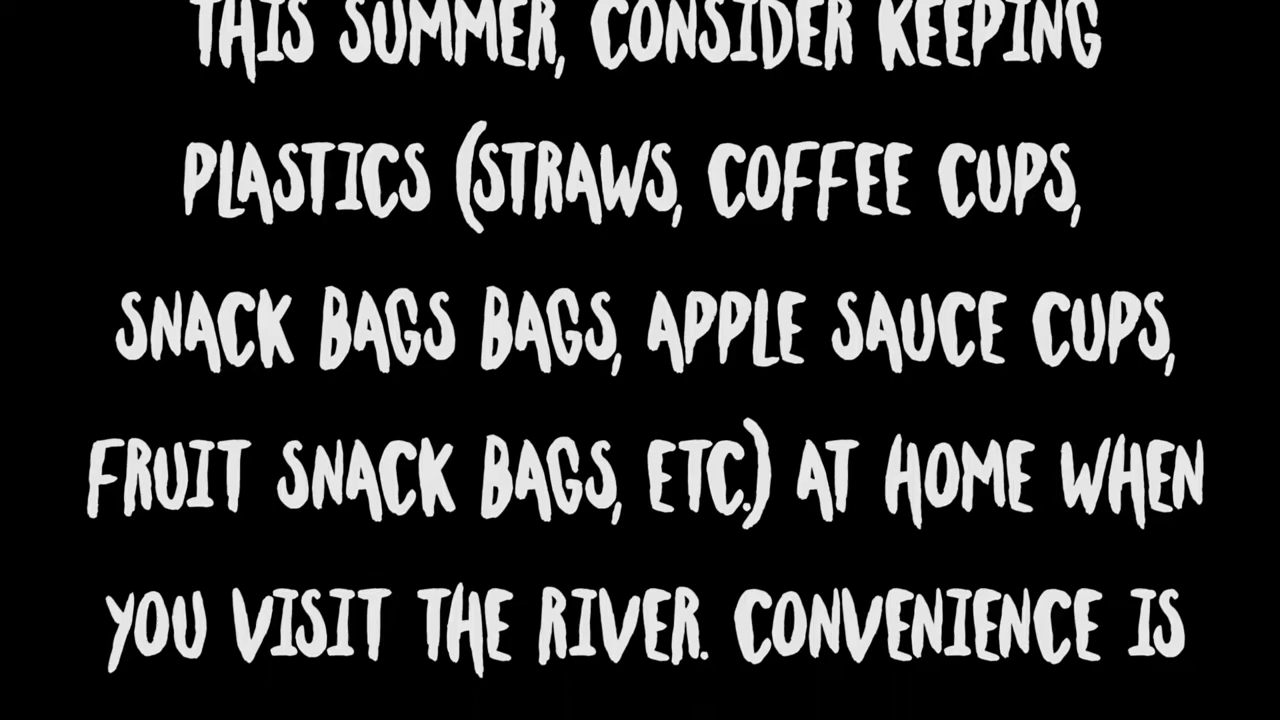 THIS SUMMER, CONSIDER KEEPING
PLASTICS (STRAWS, COFFEE CUPS,
SNACK BAGS BAGS, APPLE SAUCE CUPS,
FRUIT SNACK BAGS, ETC.) AT HOME WHEN
YOU VISIT THE RIVER. CONVENIENCE IS